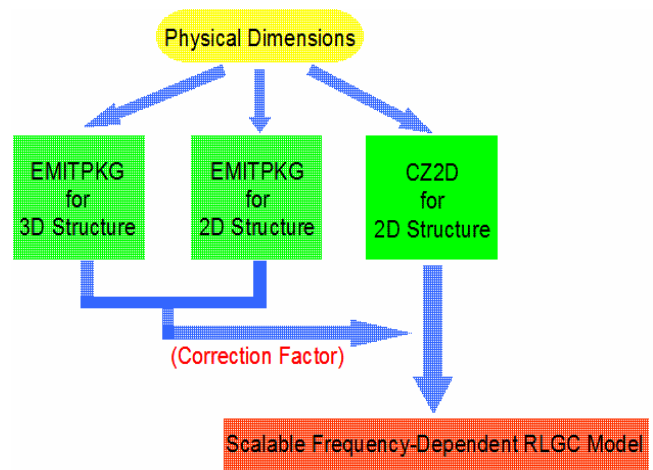 Physical Dimensions
EMITPKG
for
3D Structure
EMITPKG
for
2D Structure
CZ2D
for
2D Structure
(Correction Factor)
Scalable Frequency-Dependent RLGC Model